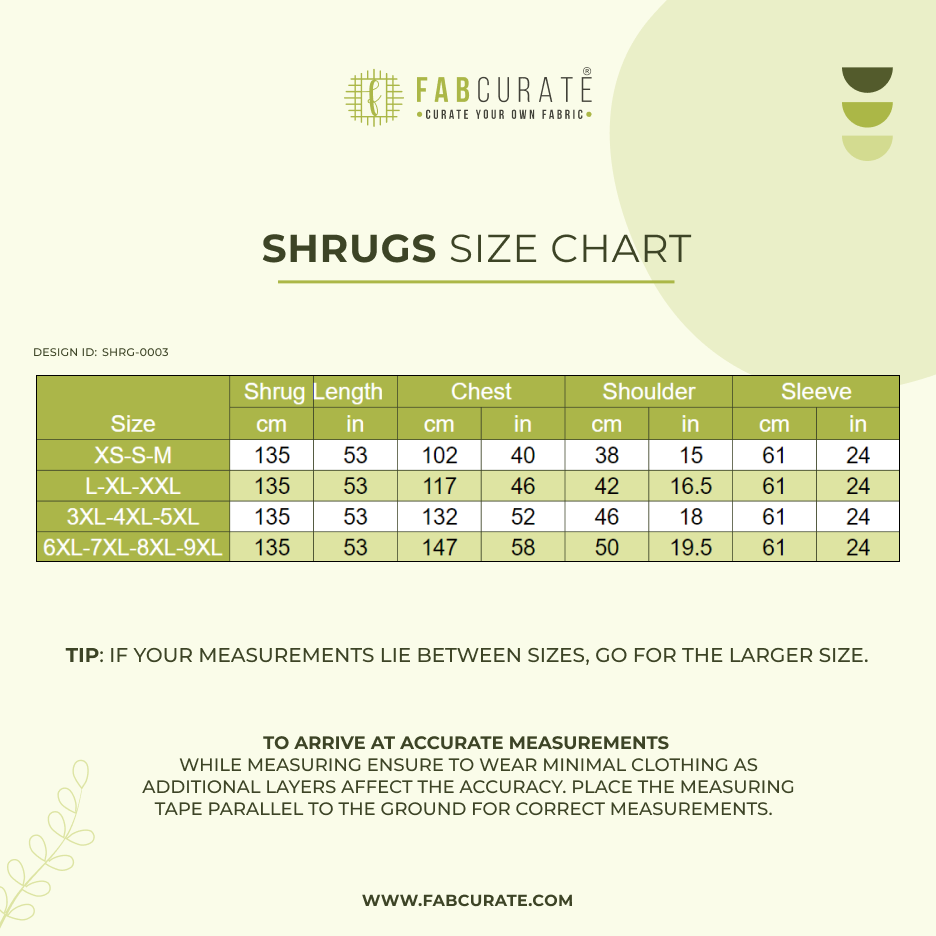 FABCURATE®
•CURATE YOUR OWN FABRIC•
SHRUGS SIZE CHART
DESIGN ID: SHRG-0003
Shrug Length Chest Shoulder Sleeve
Size cm in cm in cm in cm in
XS-S-M 135 53 102 40 38 15 61 24
L-XL-XXL 135 53 117 46 42 16.5 61 24
3XL-4XL-5XL 135 53 132 52 46 18 61 24
6XL-7XL-8XL-9XL 135 53 147 58 50 19.5 61 24
TIP: IF YOUR MEASUREMENTS LIE BETWEEN SIZES, GO FOR THE LARGER SIZE.
TO ARRIVE AT ACCURATE MEASUREMENTS
WHILE MEASURING ENSURE TO WEAR MINIMAL CLOTHING AS
ADDITIONAL LAYERS AFFECT THE ACCURACY. PLACE THE MEASURING
TAPE PARALLEL TO THE GROUND FOR CORRECT MEASUREMENTS.
WWW.FABCURATE.COM